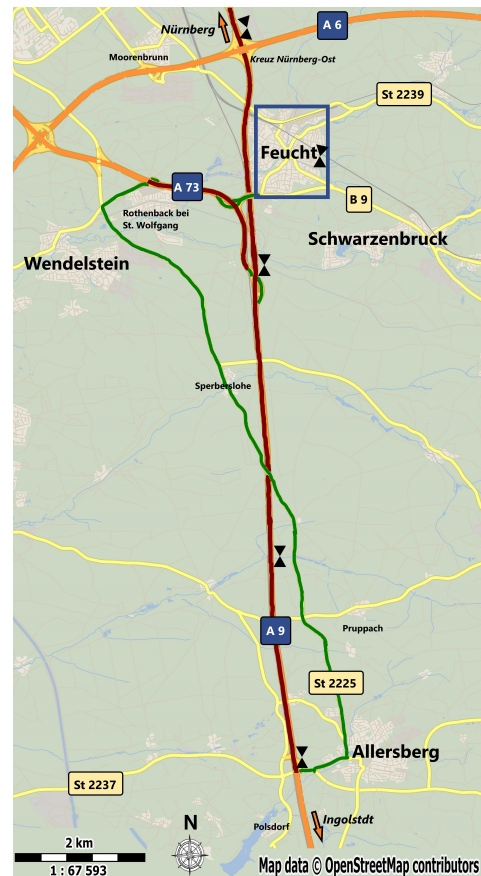 Nürnberg
A 6
Moorenbrunn
Kreuz Nürnberg-Ost
St 2239
Feucht
A 73
B 9
Rothenback bei
St. Wolfgang
Schwarzenbruck
Wendelstein
Sperberslohe
A 9
Pruppach
St 2225
Allersberg
St 2237
Ingolstdt
Polsdorf
2 km
N
1 : 67 593
Map data © OpenStreetMap contributors